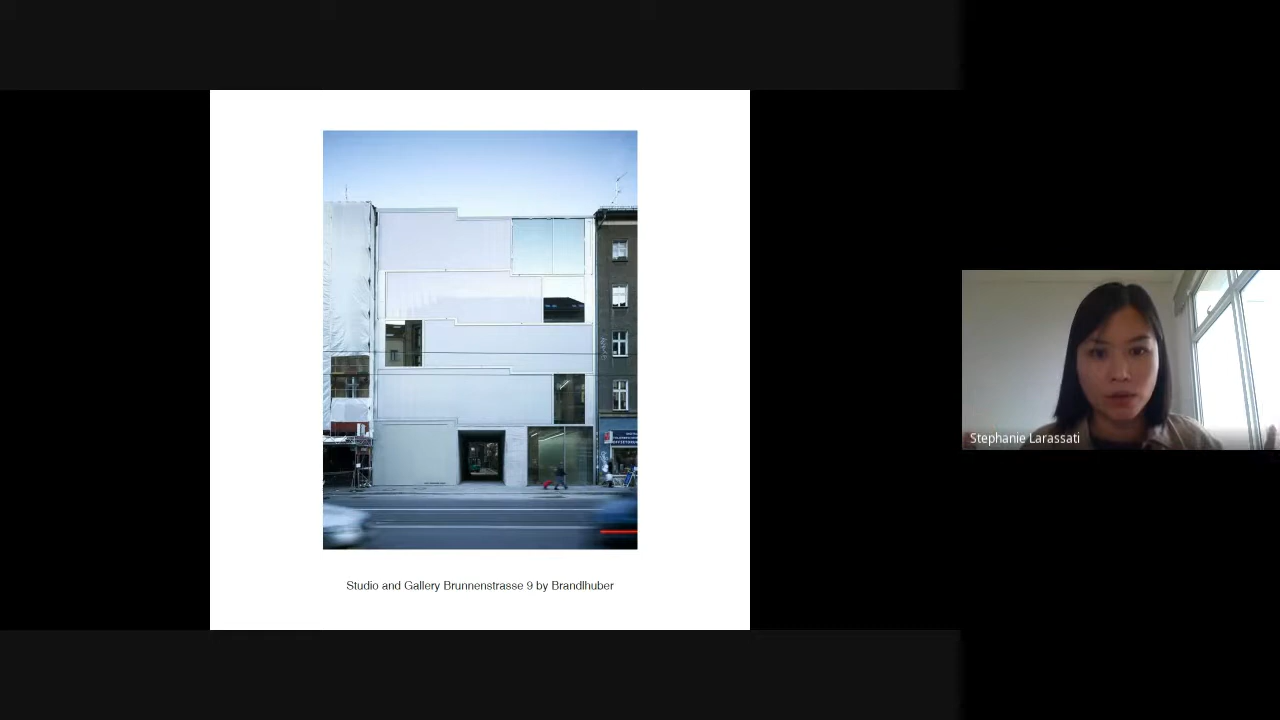 Studio and Gallery Brunnenstrasse 9 by Brandlhuber
Stephanie Larassati